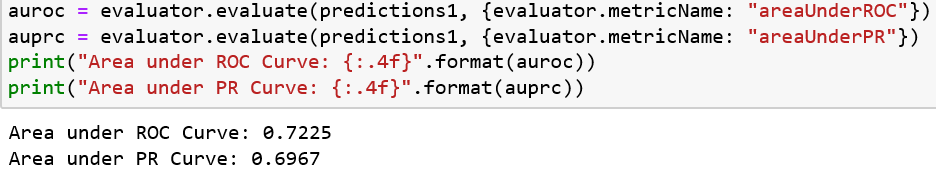 auroc = evaluator.evaluate(predictions1, {evaluator.metricName: "areaUnderROC"})
auprc = evaluator.evaluate(predictions1, {evaluator.metricName: "areaUnderPR"})
print("Area under ROC Curve: {:.4f}".format(auroc))
print("Area under PR Curve: {:.4f}".format(auprc))
Area under ROC Curve: 0.7225
Area under PR Curve: 0.6967